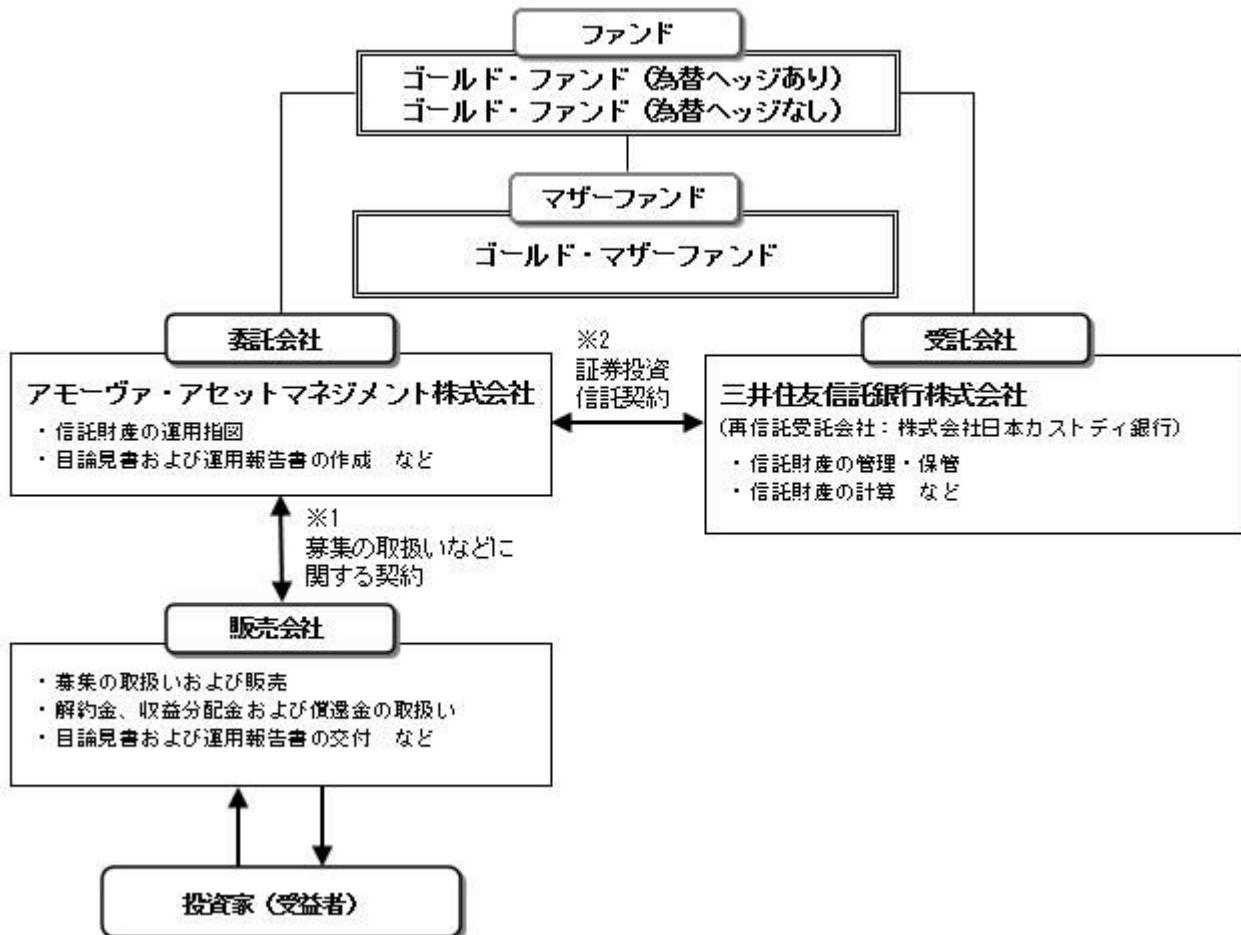 ファンド
ゴールド・ファンド（為替ヘッジあり）
ゴールド・ファンド（為替ヘッジなし）
マザーファンド
ゴールド・マザーファンド
委託会社
アモーヴァ・アセットマネジメント株式会社
・信託財産の運用指図
・目論見書および運用報告書の作成　など
※2
証券投資
信託契約
受託会社
三井住友信託銀行株式会社
（再信託受託会社：株式会社日本カストディ銀行）
・信託財産の管理・保管
・信託財産の計算　など
※1
募集の取扱いなどに
関する契約
販売会社
・募集の取扱いおよび販売
・解約金、収益分配金および償還金の取扱い
・目論見書および運用報告書の交付　など
投資家（受益者）